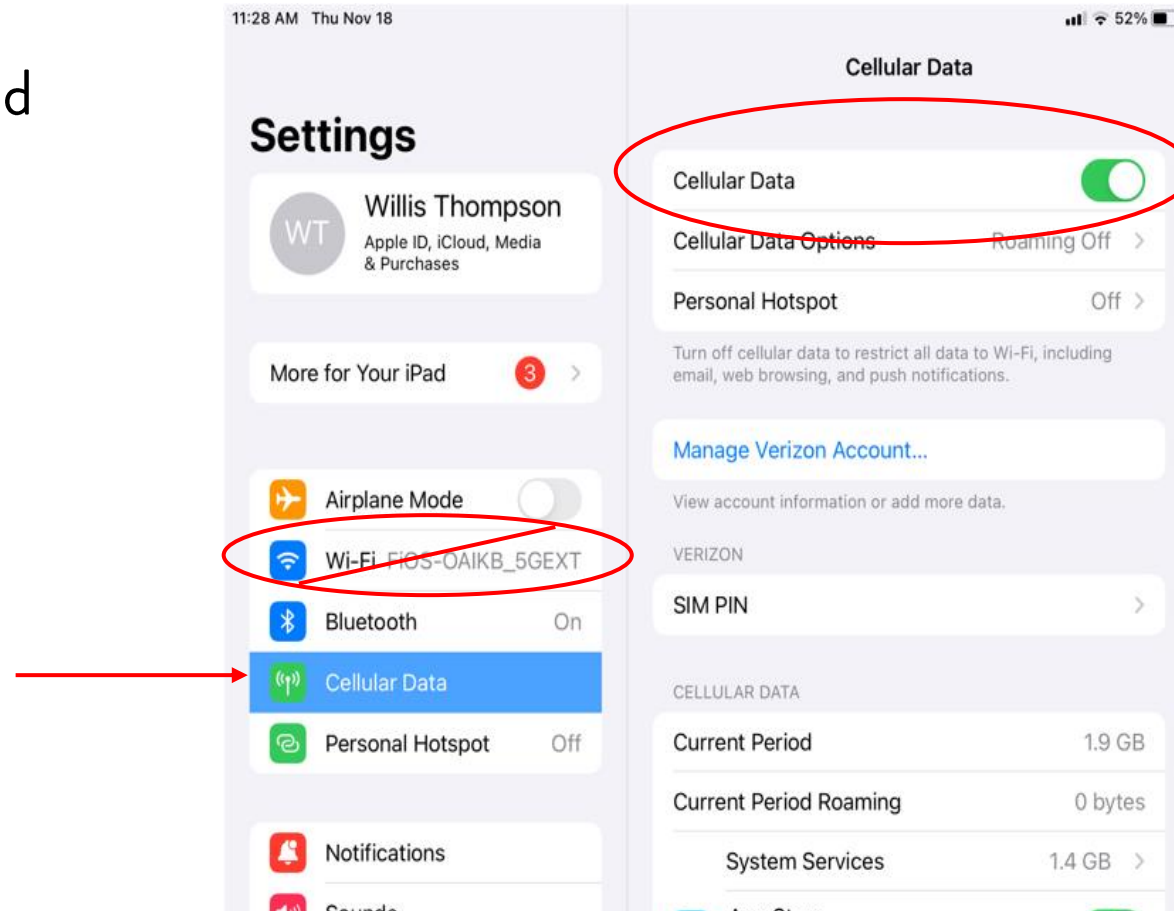 11:28 AM Thu Nov 18
52%
d
Settings
WT
Willis Thompson
Apple ID, iCloud, Media
& Purchases
More for Your iPad 3
Airplane Mode
Wi-Fi FiOS-OAIKB_5GEXT
Bluetooth On
Cellular Data
Personal Hotspot Off
Notifications
Sounds
Cellular Data
Cellular Data
Cellular Data Options Roaming Off
Personal Hotspot Off
Turn off cellular data to restrict all data to Wi-Fi, including
email, web browsing, and push notifications.
Manage Verizon Account...
View account information or add more data.
VERIZON
SIM PIN
CELLULAR DATA
Current Period 1.9 GB
Current Period Roaming 0 bytes
System Services 1.4 GB
App Store